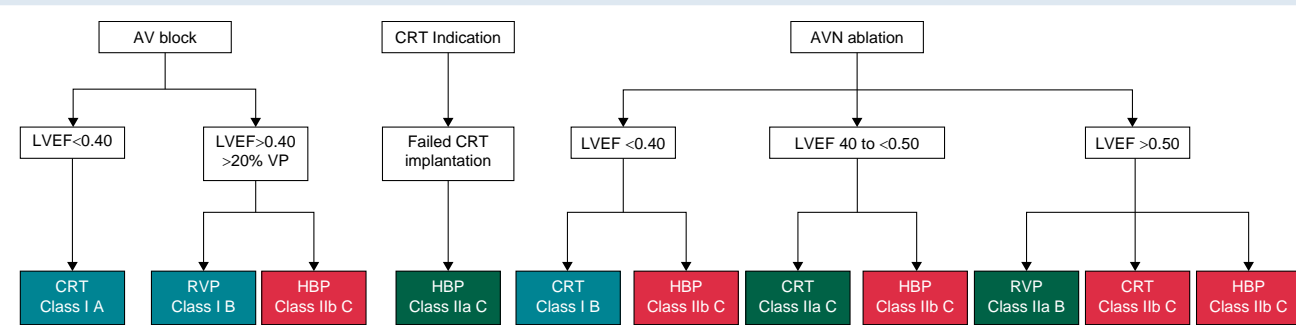 AV block
CRT Indication
AVN ablation
LVEF<0.40
LVEF>0.40
>20% VP
Failed CRT
implantation
LVEF <0.40
LVEF 40 to <0.50
LVEF >0.50
CRT
Class I A
RVP
Class I B
HBP
Class IIb C
HBP
Class IIa C
CRT
Class I B
HBP
Class IIb C
CRT
Class IIa C
HBP
Class IIb C
RVP
Class IIa B
CRT
Class IIb C
HBP
Class IIb C